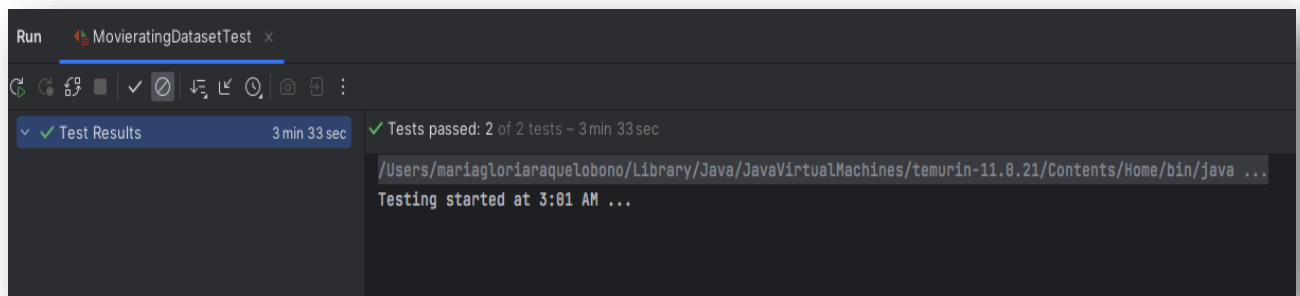 Run MovieratingDatasetTest
Test Results 3 min 33 sec
Tests passed: 2 of 2 tests – 3 min 33 sec
/Users/mariagloriaraquelobono/Library/Java/JavaVirtualMachines/temurin-11.0.21/Contents/Home/bin/java ...
Testing started at 3:01 AM ...